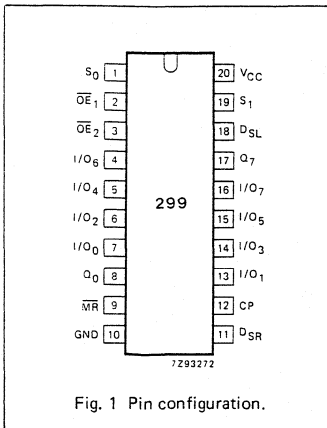 S0 1 20 VCC
OE1 2 19 S1
OE2 3 18 DSL
I/O6 4 17 Q7
I/O4 5 16 I/O7
I/O2 6 299 15 I/O5
I/O0 7 14 I/O3
Q0 8 13 I/O1
MR 9 12 CP
GND 10 11 DSR
7Z93272
Fig. 1 Pin configuration.